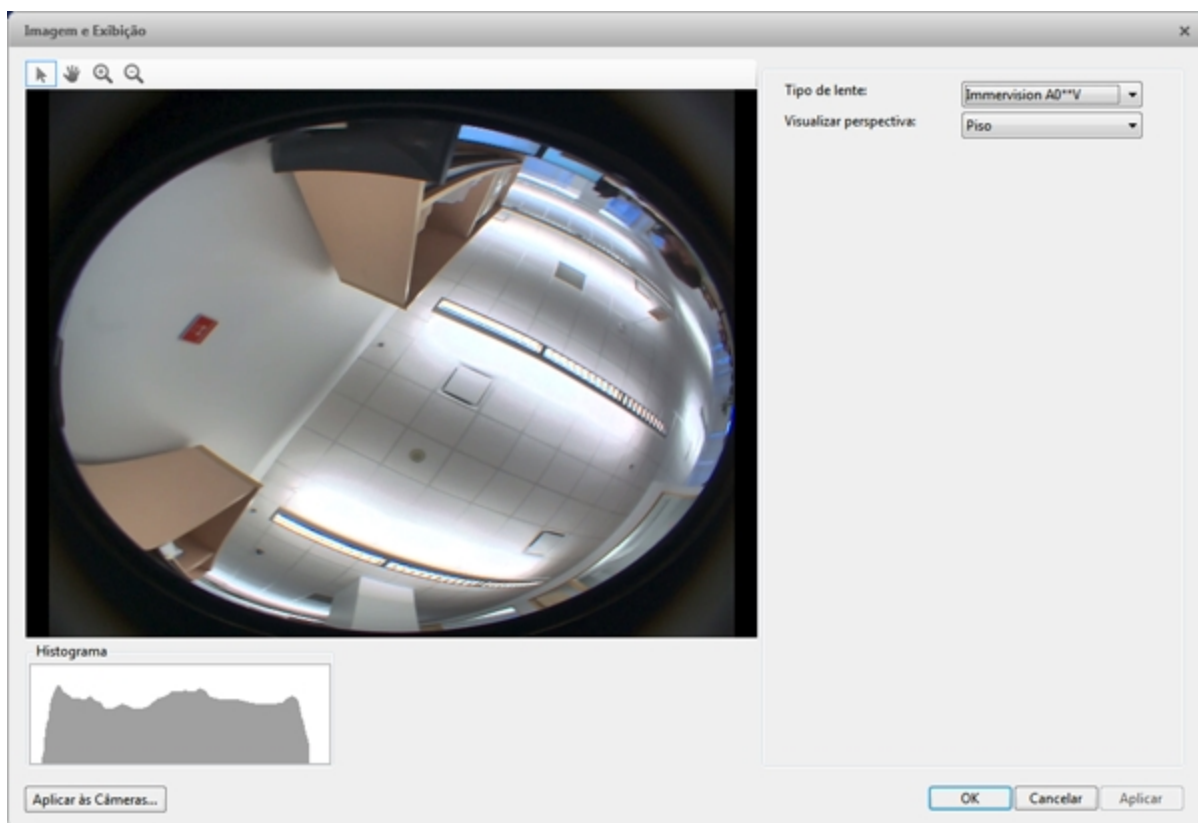 Imagem e Exibição
Tipo de lente:
Immervision A0**V
Visualizar perspectiva:
Piso
Histograma
Aplicar às Câmeras...
OK
Cancelar
Aplicar